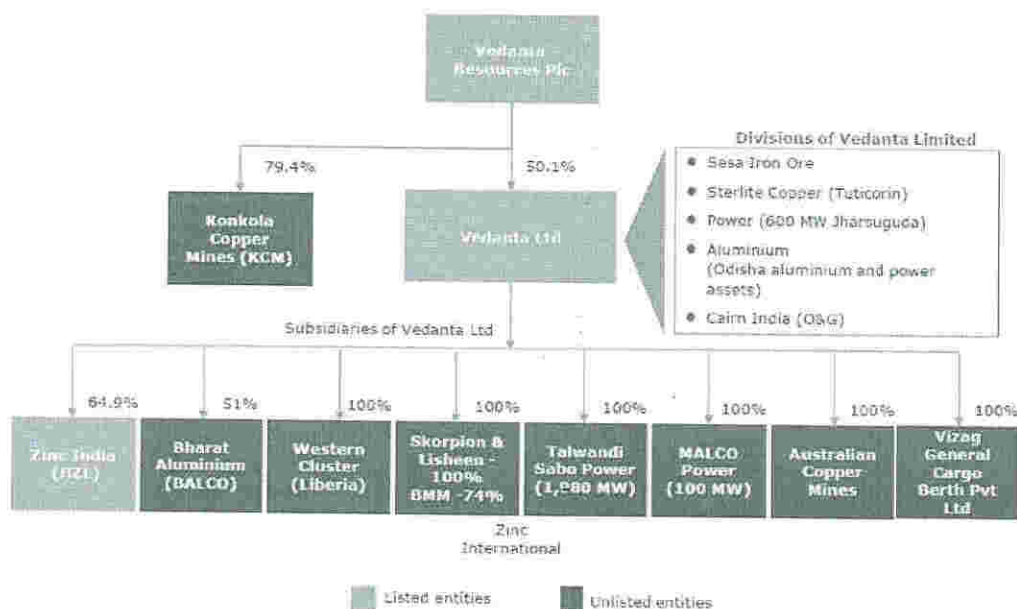 Vedanta
Resources Plc
79.4%
50.1%
Konkola
Copper
Mines (KCM)
Vedanta Ltd
Divisions of Vedanta Limited
Sesa Iron Ore
Sterlite Copper (Tuticorin)
Power (600 MW Jharsuguda)
Aluminium
(Odisha aluminium and power
assets)
Cairn India (O&G)
Subsidiaries of Vedanta Ltd
64.9%
51%
100%
100%
100%
100%
100%
100%
Zinc India
(HZL)
Bharat
Aluminium
(BALCO)
Western
Cluster
(Liberia)
Skorpion &
Lisheen -
100%
BMM -74%
Talwandi
Sabo Power
(1,980 MW)
MALCO
Power
(100 MW)
Australian
Copper
Mines
Vizag
General
Cargo
Berth Pvt
Ltd
Zinc
International
Listed entities
Unlisted entities